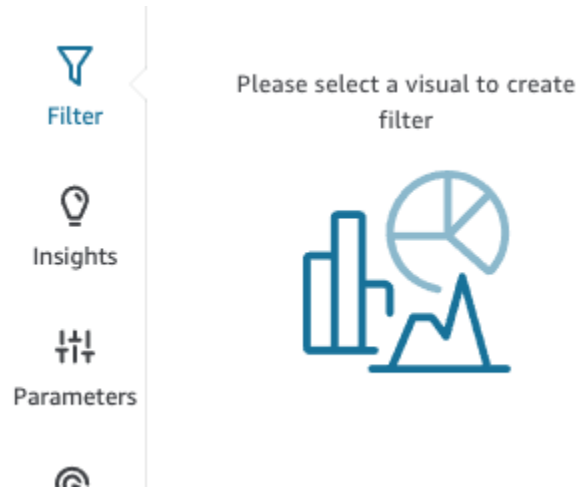 Filter
Insights
Parameters
Please select a visual to create
filter